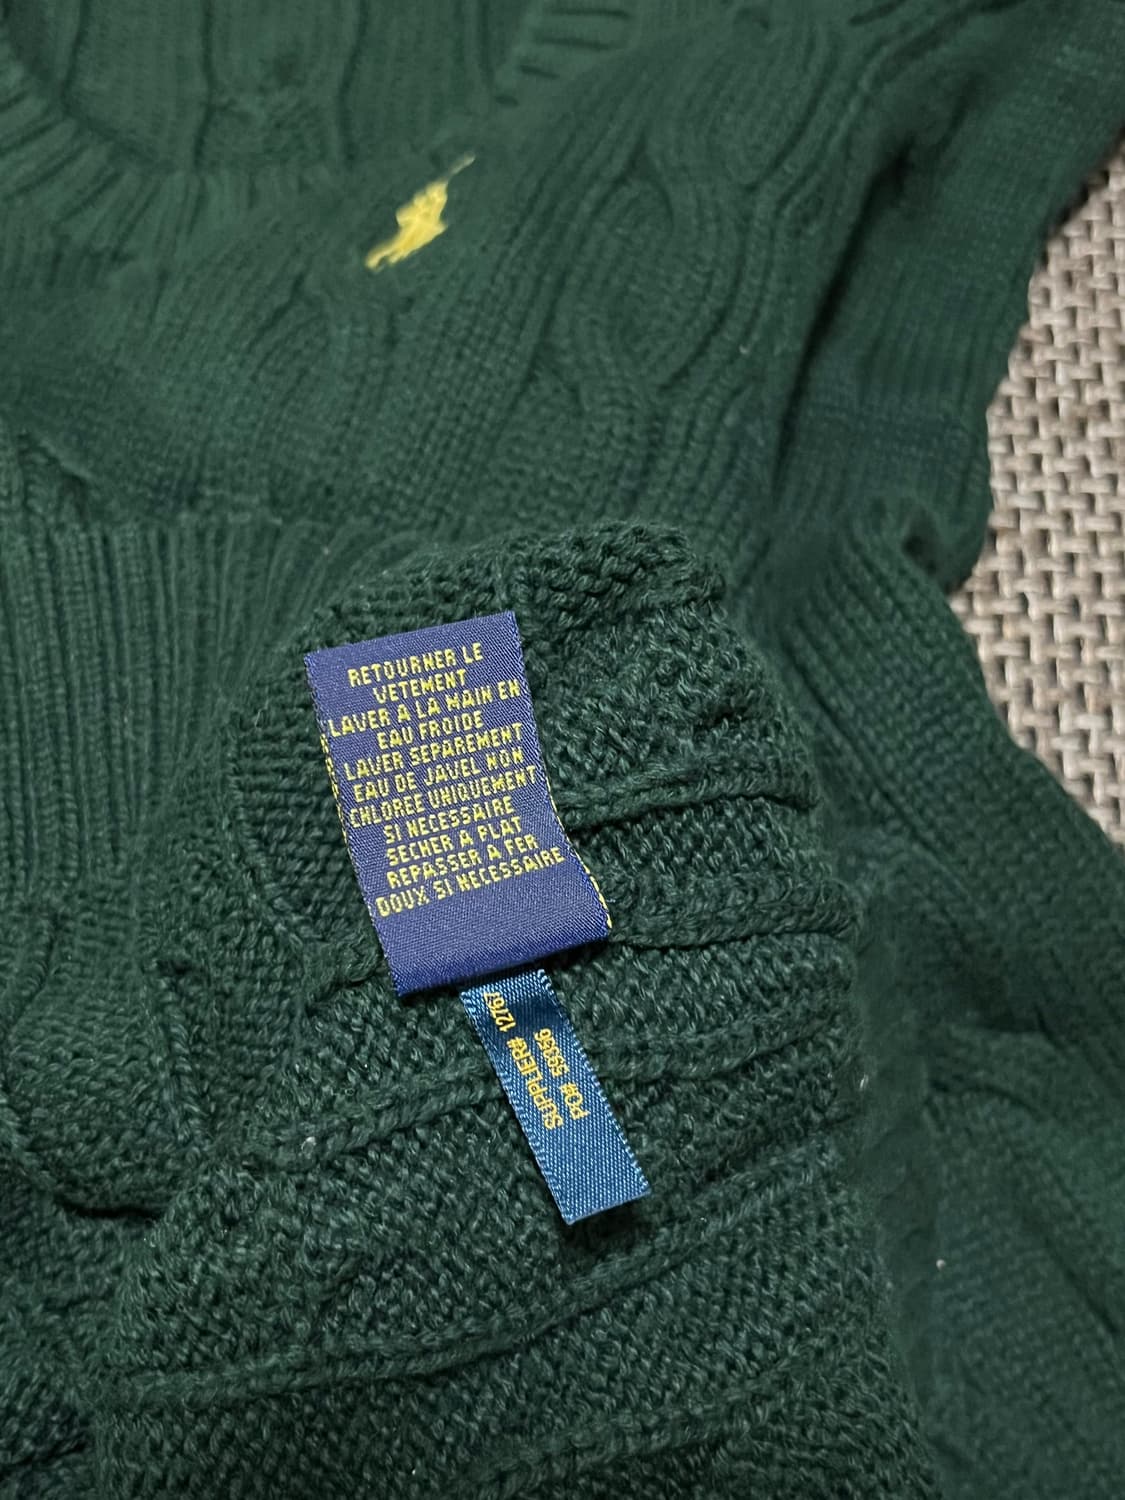 RETOURNER LE
VETEMENT
LAVER A LA MAIN EN
EAU FROIDE
LAVER SEPAREMENT
EAU DE JAVEL NON
CHLOREE UNIQUEMENT
SI NECESSAIRE
SECHER A PLAT
REPASSER A FER
DOUX SI NECESSAIRE
SUPPLIER# 12767
PO#